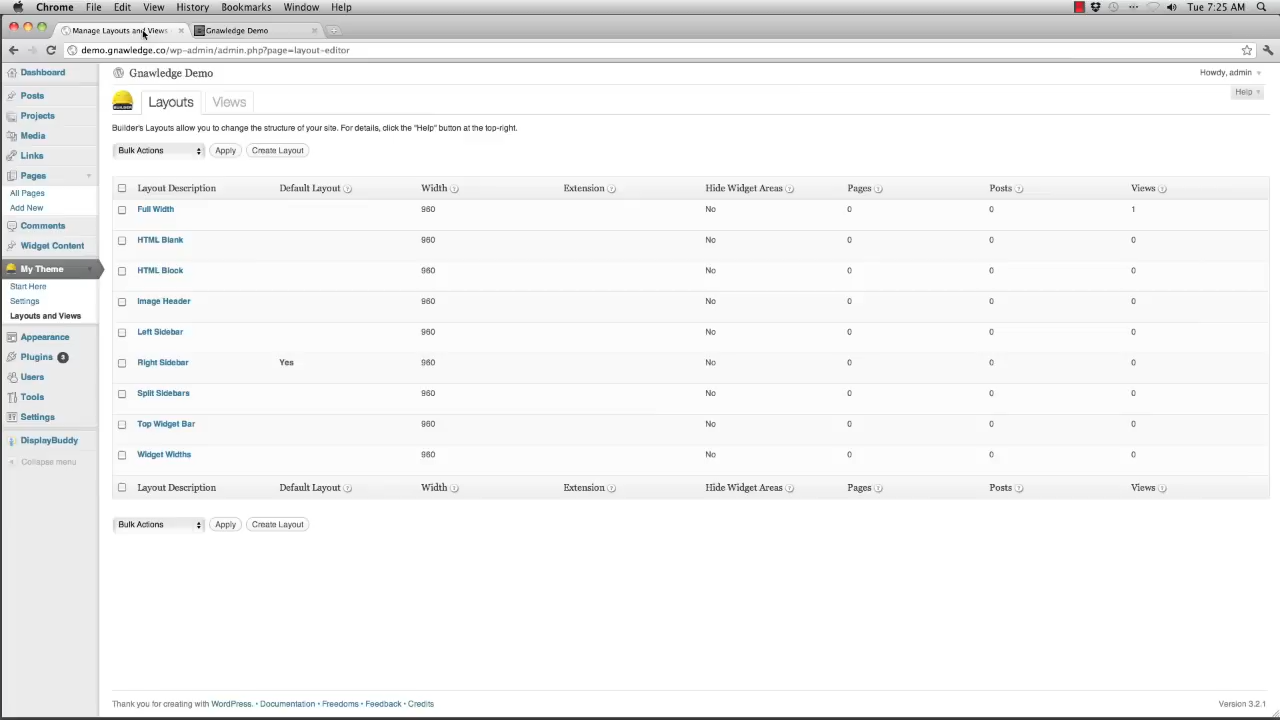 Chrome File Edit View History Bookmarks Window Help Tue 7:25 AM
Manage Layouts and Views Gnawledge Demo
demo.gnawledge.co/wp-admin/admin.php?page=layout-editor
Dashboard
Posts
Projects
Media
Links
Pages
All Pages
Add New
Comments
Widget Content
My Theme
Start Here
Settings
Layouts and Views
Appearance
Plugins 3
Users
Tools
Settings
DisplayBuddy
Collapse menu
Gnawledge Demo Howdy, admin
Help
BUILDER Layouts Views
Builder's Layouts allow you to change the structure of your site. For details, click the "Help" button at the top-right.
Bulk Actions Apply Create Layout
Layout Description Default Layout ? Width ? Extension ? Hide Widget Areas ? Pages ? Posts ? Views ?
Full Width 960 No 0 0 1
HTML Blank 960 No 0 0 0
HTML Block 960 No 0 0 0
Image Header 960 No 0 0 0
Left Sidebar 960 No 0 0 0
Right Sidebar Yes 960 No 0 0 0
Split Sidebars 960 No 0 0 0
Top Widget Bar 960 No 0 0 0
Widget Widths 960 No 0 0 0
Layout Description Default Layout ? Width ? Extension ? Hide Widget Areas ? Pages ? Posts ? Views ?
Bulk Actions Apply Create Layout
Thank you for creating with WordPress. • Documentation • Freedoms • Feedback • Credits Version 3.2.1